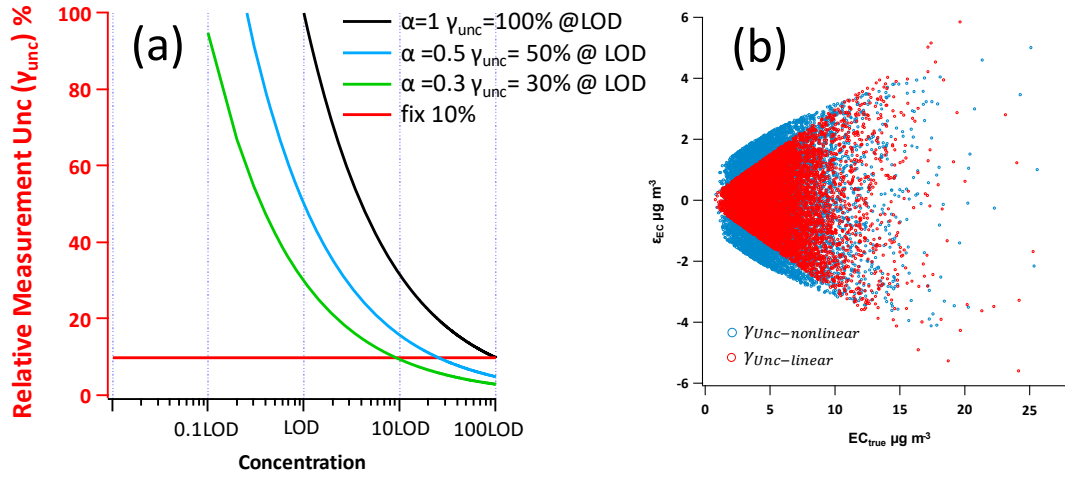 (a)
Relative Measurement Unc (γunc) %
100
80
60
40
20
0
α=1 γunc=100% @LOD
α =0.5 γunc= 50% @ LOD
α =0.3 γunc= 30% @ LOD
fix 10%
0.1LOD LOD 10LOD 100LOD
Concentration
(b)
εEC µg m-3
6
4
2
0
-2
-4
-6
γUnc−nonlinear
γUnc−linear
0 5 10 15 20 25
ECtrue µg m-3